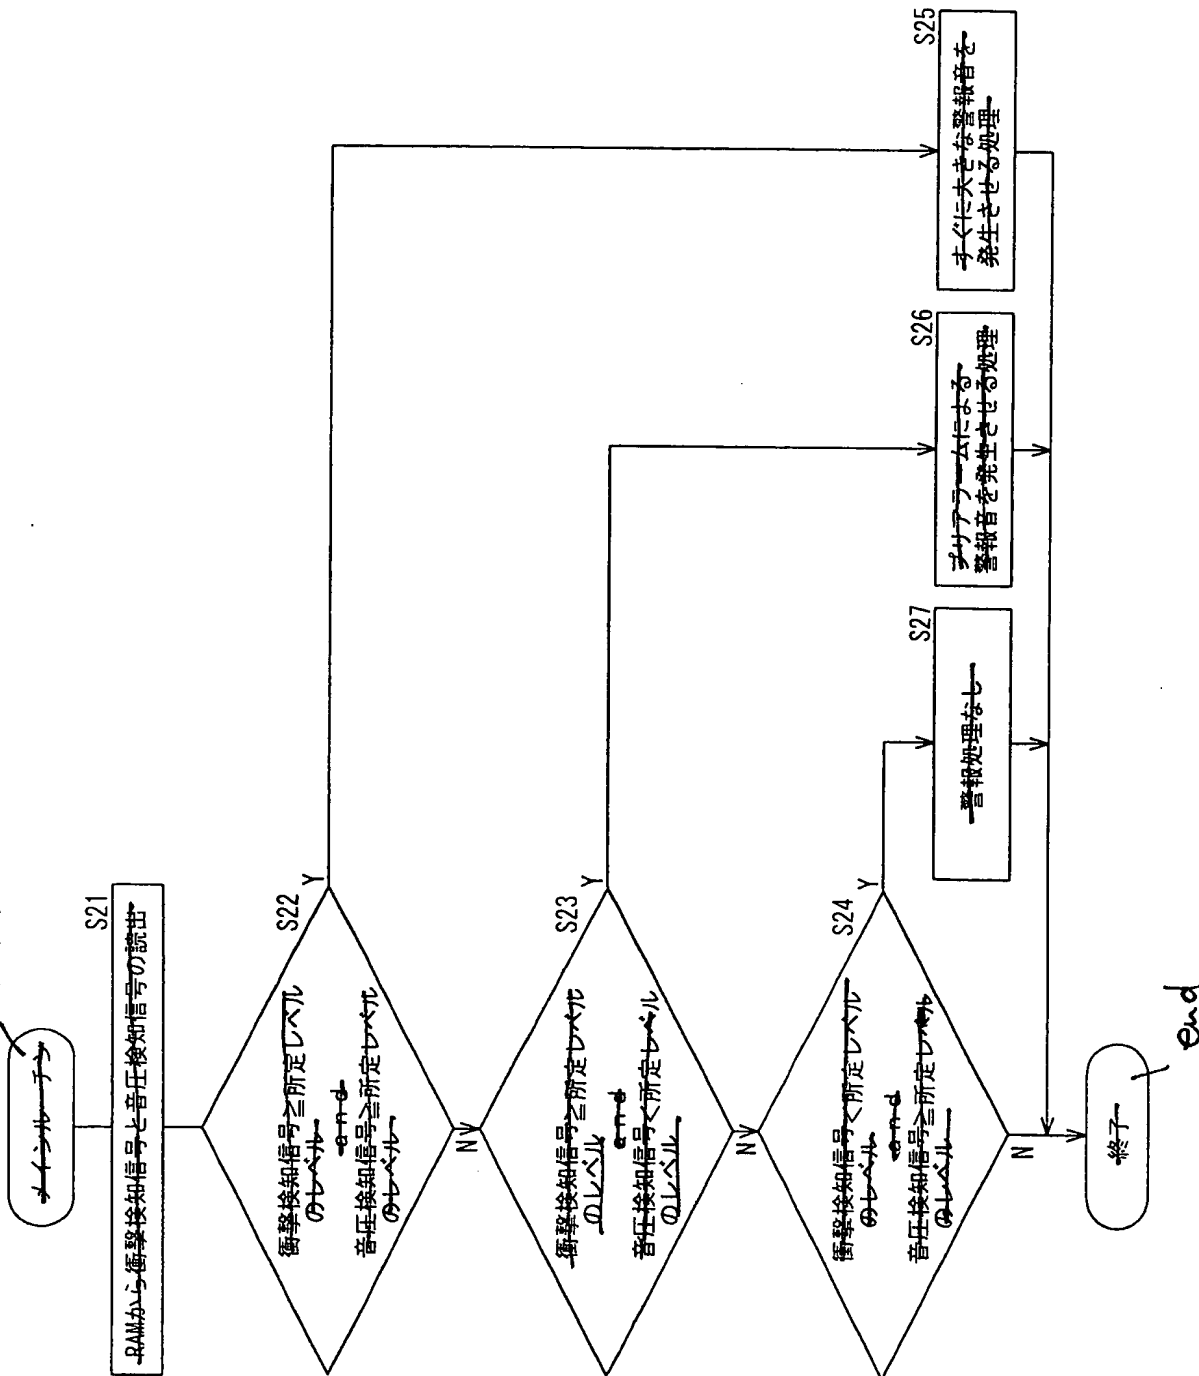 メインルーチン
S21
RAMから衝撃検知信号と音圧検知信号の読出
S22
衝撃検知信号≧所定レベル
のレベル
and
音圧検知信号≧所定レベル
のレベル
Y
N
S23
衝撃検知信号≧所定レベル
のレベル
and
音圧検知信号<所定レベル
のレベル
Y
N
S24
衝撃検知信号<所定レベル
のレベル
and
音圧検知信号≧所定レベル
のレベル
Y
N
S25
すぐに大きな警報音を
発生させる処理
S26
プリアラームによる
警報音を発生させる処理
S27
警報処理なし
終了
end